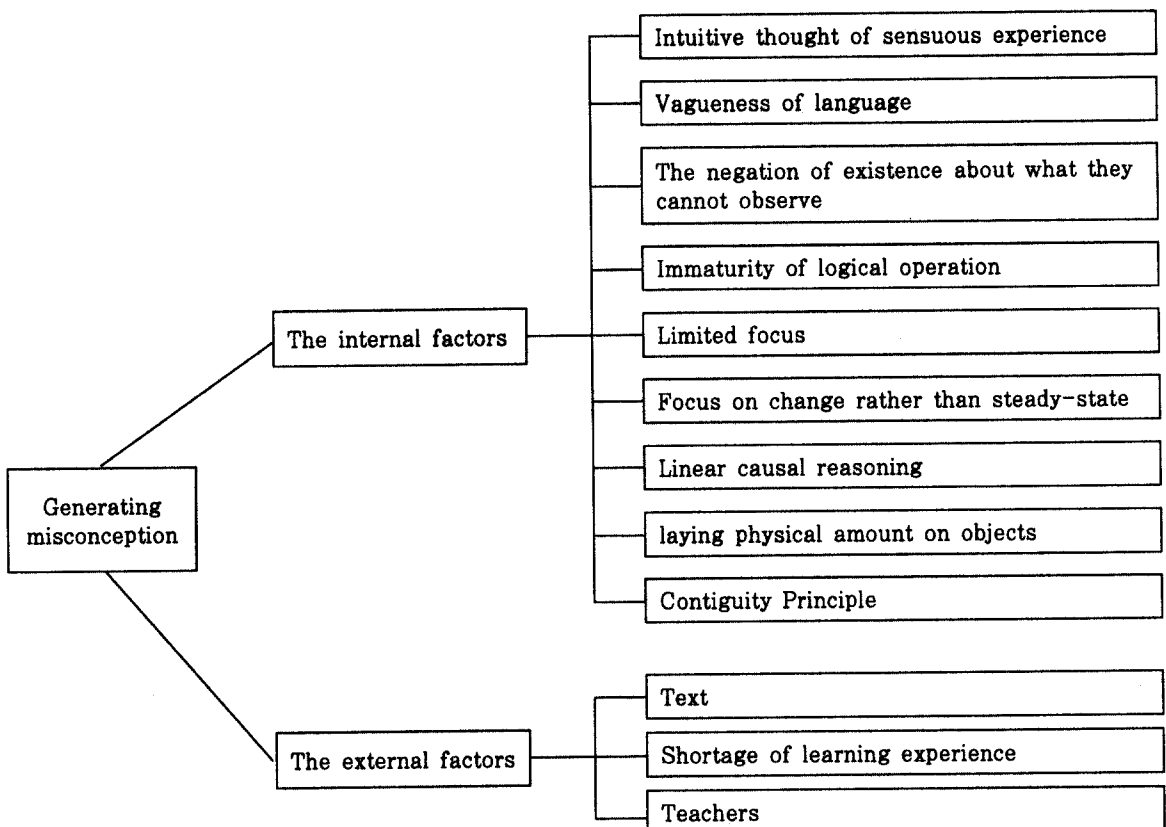 Intuitive thought of sensuous experience
Vagueness of language
The negation of existence about what they
cannot observe
Immaturity of logical operation
The internal factors
Limited focus
Focus on change rather than steady-state
Linear causal reasoning
Generating
misconception
laying physical amount on objects
Contiguity Principle
Text
The external factors
Shortage of learning experience
Teachers